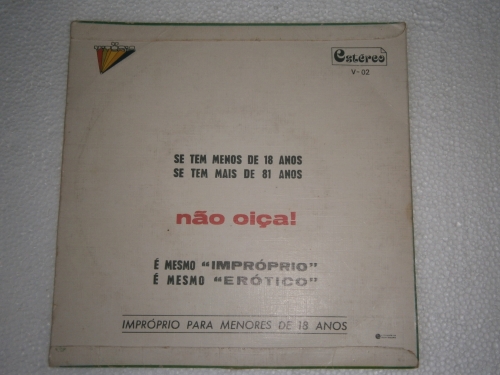 Estéreo
V-02
SE TEM MENOS DE 18 ANOS
SE TEM MAIS DE 81 ANOS
não oiça!
É MESMO "IMPRÓPRIO"
É MESMO "ERÓTICO"
IMPRÓPRIO PARA MENORES DE 18 ANOS